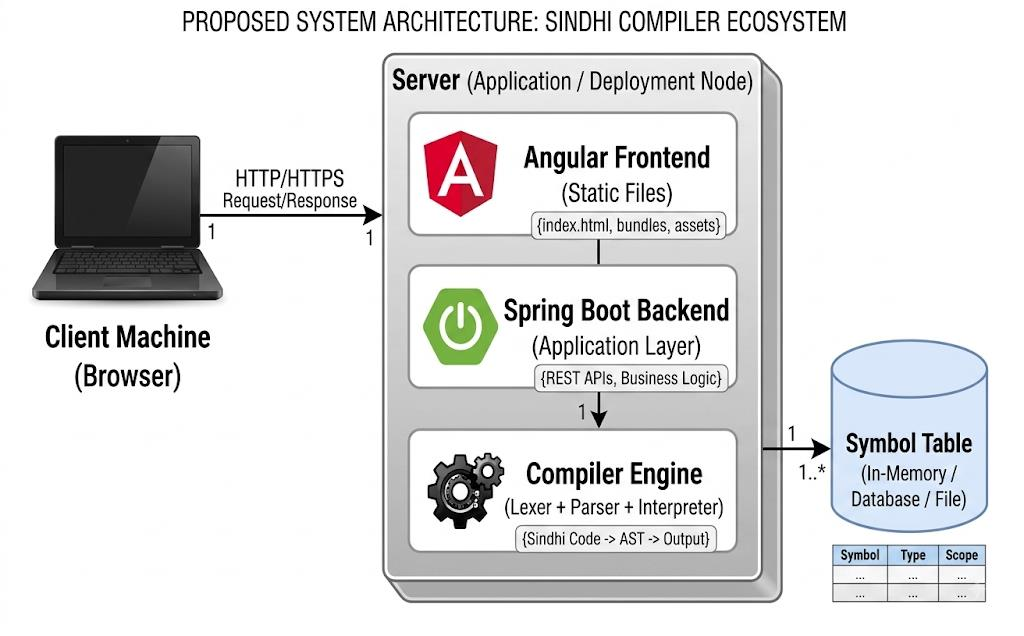 PROPOSED SYSTEM ARCHITECTURE: SINDHI COMPILER ECOSYSTEM
Server (Application / Deployment Node)
HTTP/HTTPS
Request/Response
1
1
Client Machine
(Browser)
A
Angular Frontend
(Static Files)
{index.html, bundles, assets}
Spring Boot Backend
(Application Layer)
{REST APIs, Business Logic}
1
Compiler Engine
(Lexer + Parser + Interpreter)
{Sindhi Code -> AST -> Output}
1
1..*
Symbol Table
(In-Memory /
Database / File)
Symbol Type Scope
... ... ...
... ... ...